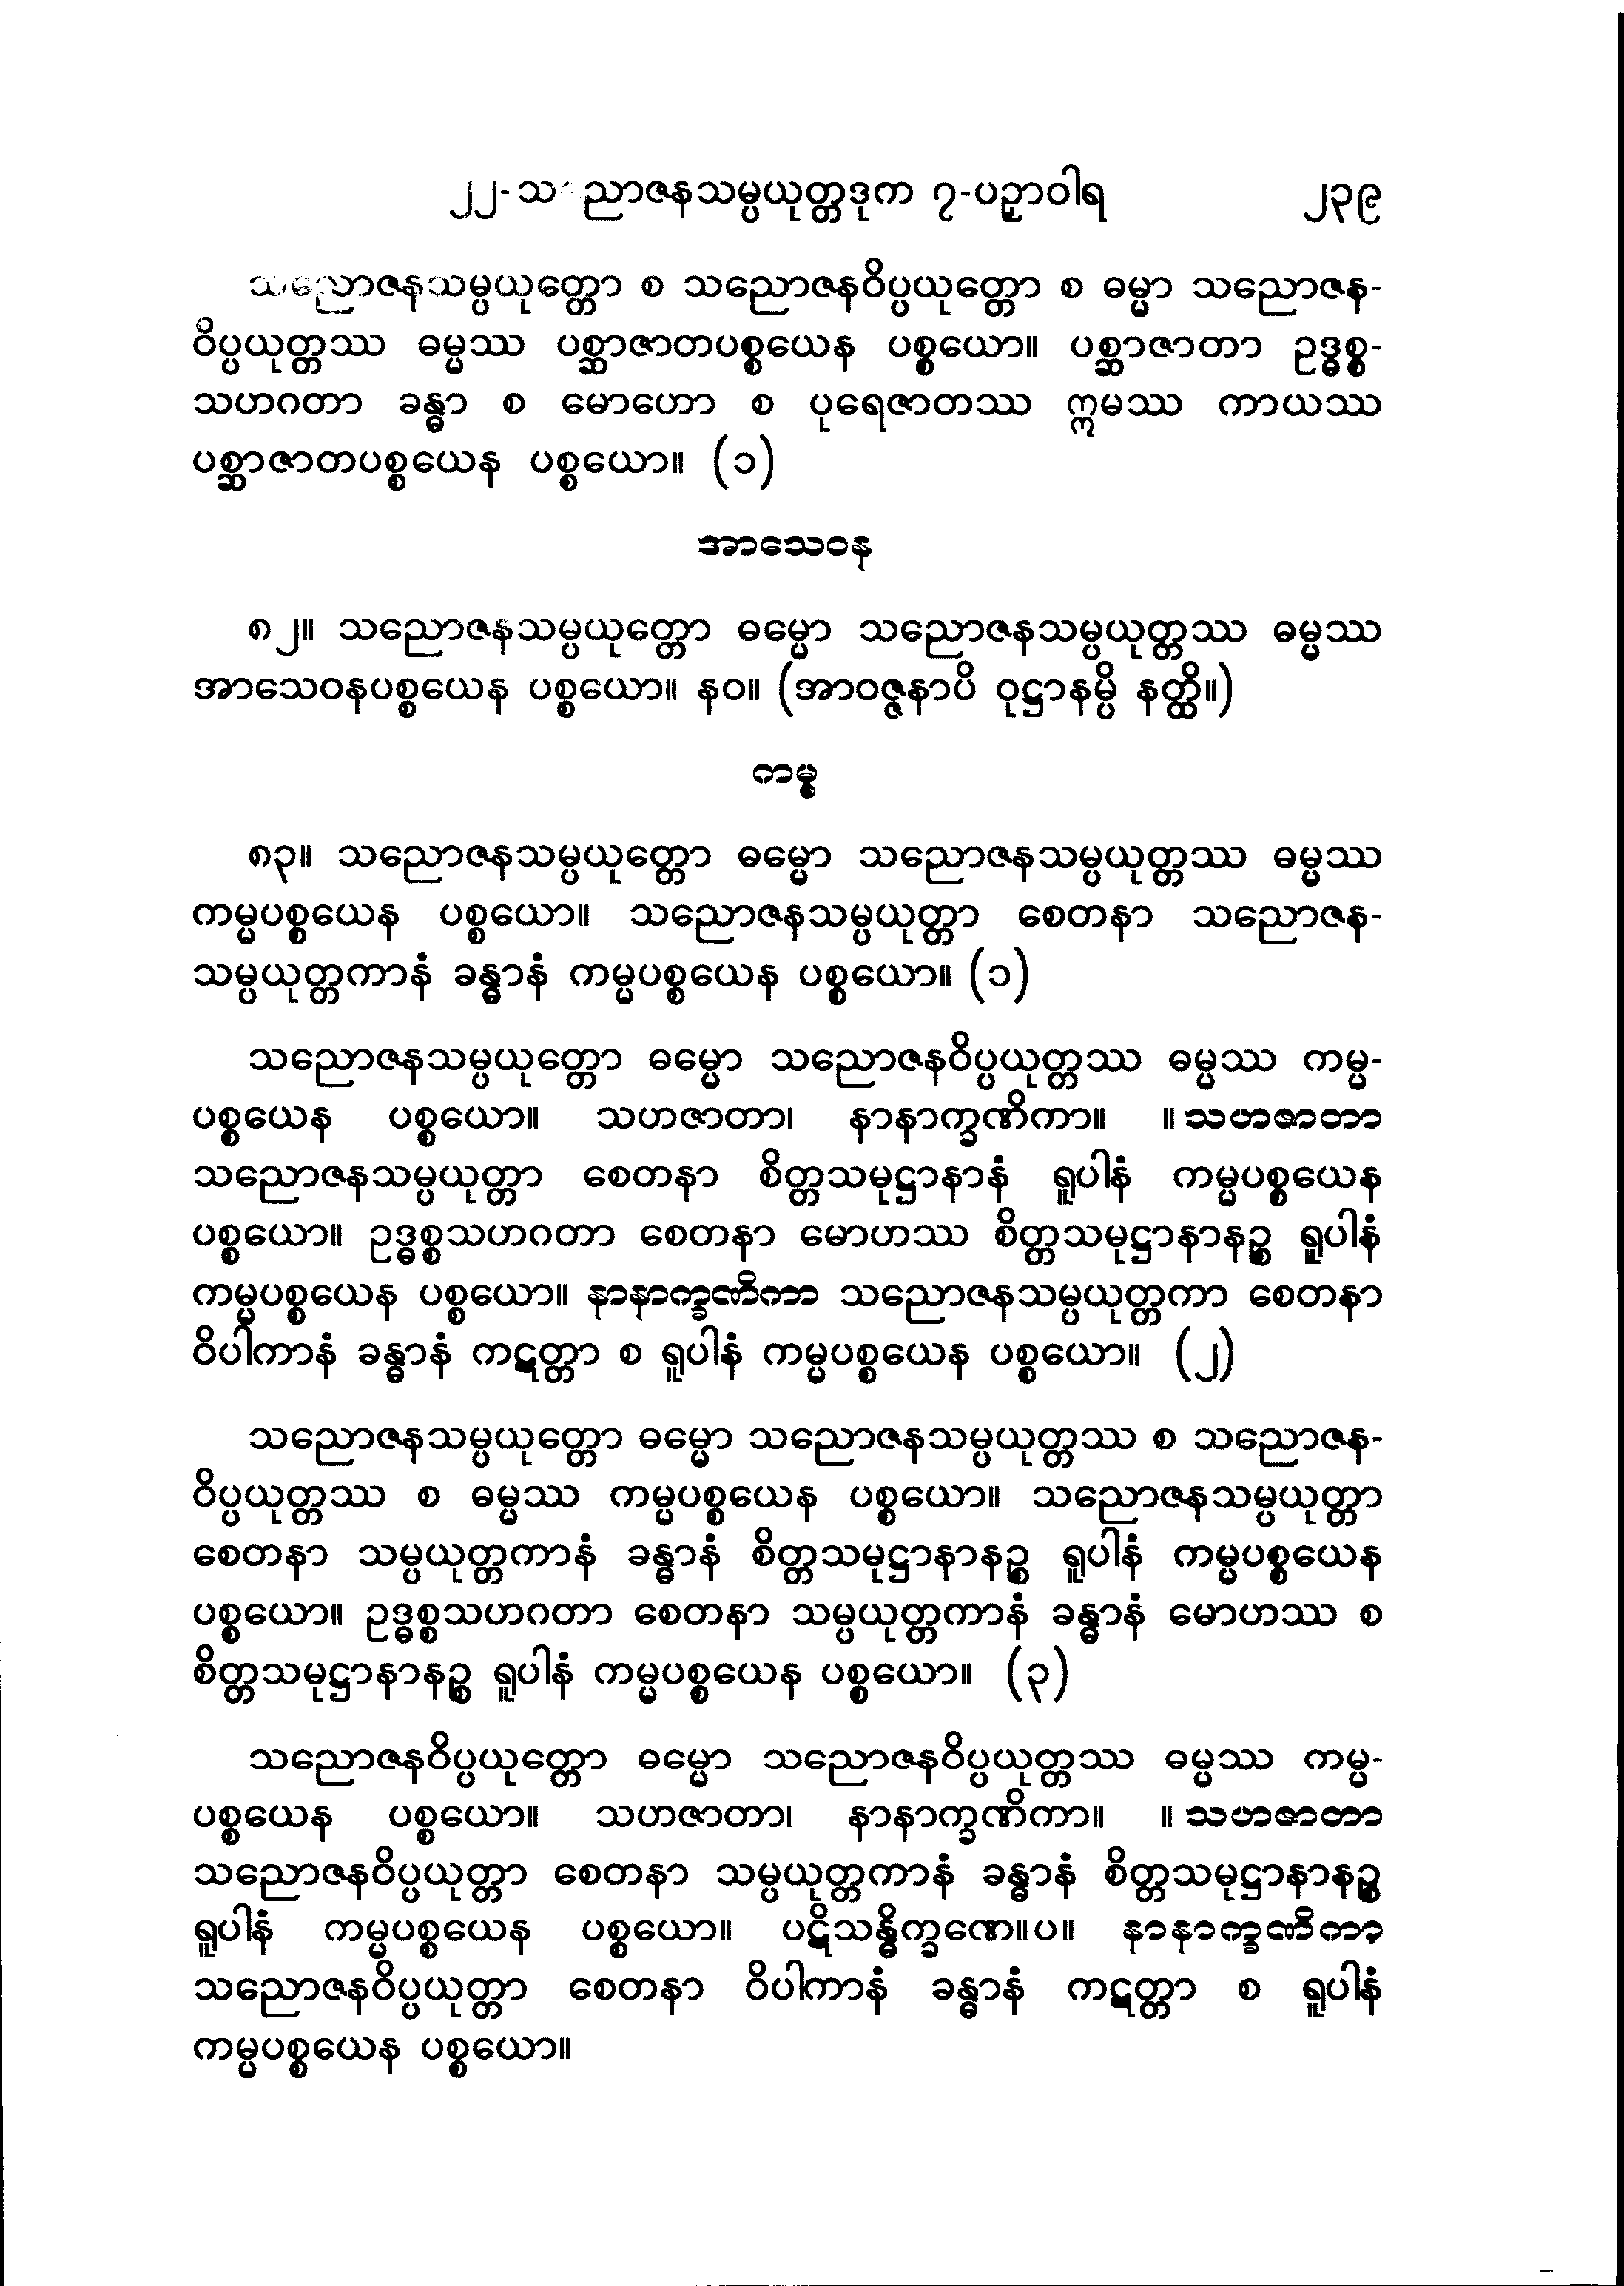 ၂၂-သညောဇနသမ္ပယုတ္တဒုက ၇-ပဉှာဝါရ ၂၃၉
သညောဇနသမ္ပယုတ္တော စ သညောဇနဝိပ္ပယုတ္တော စ ဓမ္မာ သညောဇန-
ဝိပ္ပယုတ္တဿ ဓမ္မဿ ပစ္ဆာဇာတပစ္စယေန ပစ္စယော။ ပစ္ဆာဇာတာ ဥဒ္ဓစ္စ-
သဟဂတာ ခန္ဓာ စ မောဟော စ ပုရေဇာတဿ ဣမဿ ကာယဿ
ပစ္ဆာဇာတပစ္စယေန ပစ္စယော။ (၁)
အာသေဝန
၈၂။ သညောဇနသမ္ပယုတ္တော ဓမ္မော သညောဇနသမ္ပယုတ္တဿ ဓမ္မဿ
အာသေဝနပစ္စယေန ပစ္စယော။ နဝ။ (အာဝဇ္ဇနာပိ ဝုဋ္ဌာနမ္ပိ နတ္ထိ။)
ကမ္မ
၈၃။ သညောဇနသမ္ပယုတ္တော ဓမ္မော သညောဇနသမ္ပယုတ္တဿ ဓမ္မဿ
ကမ္မပစ္စယေန ပစ္စယော။ သညောဇနသမ္ပယုတ္တာ စေတနာ သညောဇန-
သမ္ပယုတ္တကာနံ ခန္ဓာနံ ကမ္မပစ္စယေန ပစ္စယော။ (၁)
သညောဇနသမ္ပယုတ္တော ဓမ္မော သညောဇနဝိပ္ပယုတ္တဿ ဓမ္မဿ ကမ္မ-
ပစ္စယေန ပစ္စယော။ သဟဇာတာ၊ နာနာက္ခဏိကာ။ ။ သဟဇာတာ
သညောဇနသမ္ပယုတ္တာ စေတနာ စိတ္တသမုဋ္ဌာနာနံ ရူပါနံ ကမ္မပစ္စယေန
ပစ္စယော။ ဥဒ္ဓစ္စသဟဂတာ စေတနာ မောဟဿ စိတ္တသမုဋ္ဌာနာနဉ္စ ရူပါနံ
ကမ္မပစ္စယေန ပစ္စယော။ နာနာက္ခဏိကာ သညောဇနသမ္ပယုတ္တကာ စေတနာ
ဝိပါကာနံ ခန္ဓာနံ ကဋတ္တာ စ ရူပါနံ ကမ္မပစ္စယေန ပစ္စယော။ (၂)
သညောဇနသမ္ပယုတ္တော ဓမ္မော သညောဇနသမ္ပယုတ္တဿ စ သညောဇန-
ဝိပ္ပယုတ္တဿ စ ဓမ္မဿ ကမ္မပစ္စယေန ပစ္စယော။ သညောဇနသမ္ပယုတ္တာ
စေတနာ သမ္ပယုတ္တကာနံ ခန္ဓာနံ စိတ္တသမုဋ္ဌာနာနဉ္စ ရူပါနံ ကမ္မပစ္စယေန
ပစ္စယော။ ဥဒ္ဓစ္စသဟဂတာ စေတနာ သမ္ပယုတ္တကာနံ ခန္ဓာနံ မောဟဿ စ
စိတ္တသမုဋ္ဌာနာနဉ္စ ရူပါနံ ကမ္မပစ္စယေန ပစ္စယော။ (၃)
သညောဇနဝိပ္ပယုတ္တော ဓမ္မော သညောဇနဝိပ္ပယုတ္တဿ ဓမ္မဿ ကမ္မ-
ပစ္စယေန ပစ္စယော။ သဟဇာတာ၊ နာနာက္ခဏိကာ။ ။ သဟဇာတာ
သညောဇနဝိပ္ပယုတ္တာ စေတနာ သမ္ပယုတ္တကာနံ ခန္ဓာနံ စိတ္တသမုဋ္ဌာနာနဉ္စ
ရူပါနံ ကမ္မပစ္စယေန ပစ္စယော။ ပဋိသန္ဓိက္ခဏေ။ပ။ နာနာက္ခဏိကာ
သညောဇနဝိပ္ပယုတ္တာ စေတနာ ဝိပါကာနံ ခန္ဓာနံ ကဋတ္တာ စ ရူပါနံ
ကမ္မပစ္စယေန ပစ္စယော။